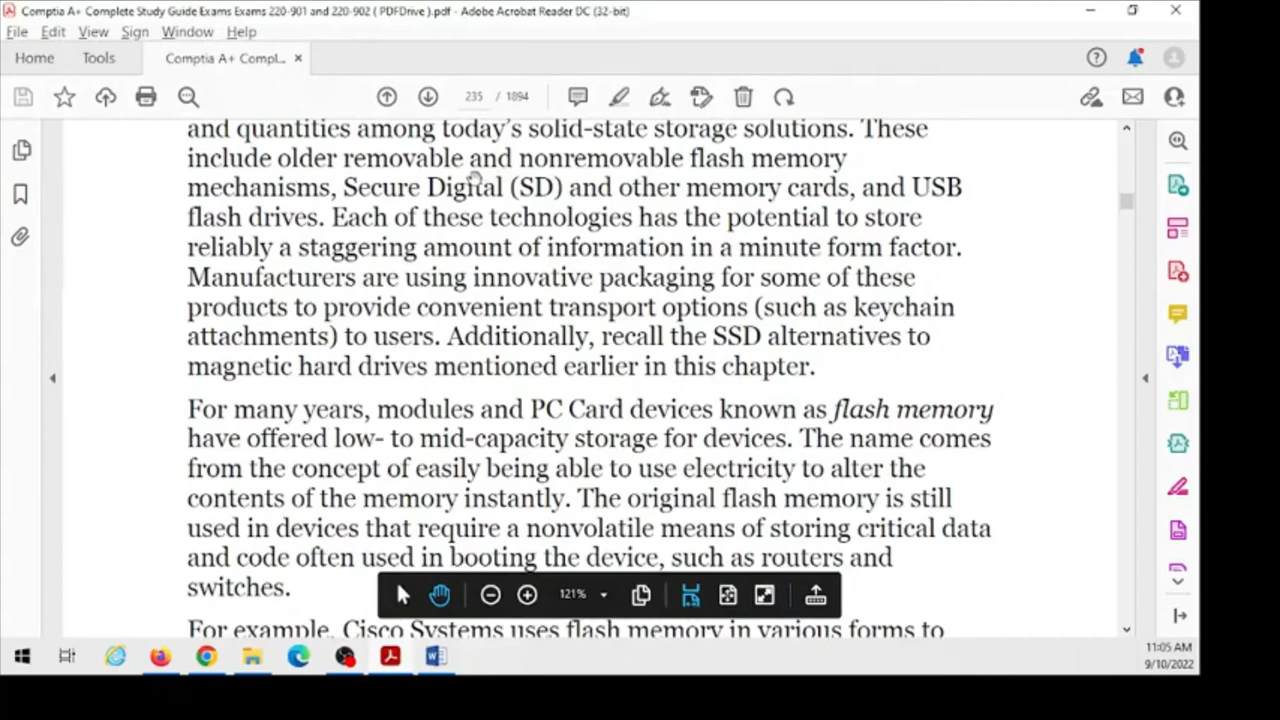 Comptia A+ Complete Study Guide Exams Exams 220-901 and 220-902 ( PDFDrive ).pdf - Adobe Acrobat Reader DC (32-bit)
File Edit View Sign Window Help
Home Tools Comptia A+ Compl... ×
235 / 1894
and quantities among today's solid-state storage solutions. These
include older removable and nonremovable flash memory
mechanisms, Secure Digital (SD) and other memory cards, and USB
flash drives. Each of these technologies has the potential to store
reliably a staggering amount of information in a minute form factor.
Manufacturers are using innovative packaging for some of these
products to provide convenient transport options (such as keychain
attachments) to users. Additionally, recall the SSD alternatives to
magnetic hard drives mentioned earlier in this chapter.
For many years, modules and PC Card devices known as flash memory
have offered low- to mid-capacity storage for devices. The name comes
from the concept of easily being able to use electricity to alter the
contents of the memory instantly. The original flash memory is still
used in devices that require a nonvolatile means of storing critical data
and code often used in booting the device, such as routers and
switches.
121%
For example, Cisco Systems uses flash memory in various forms to
11:05 AM
9/10/2022